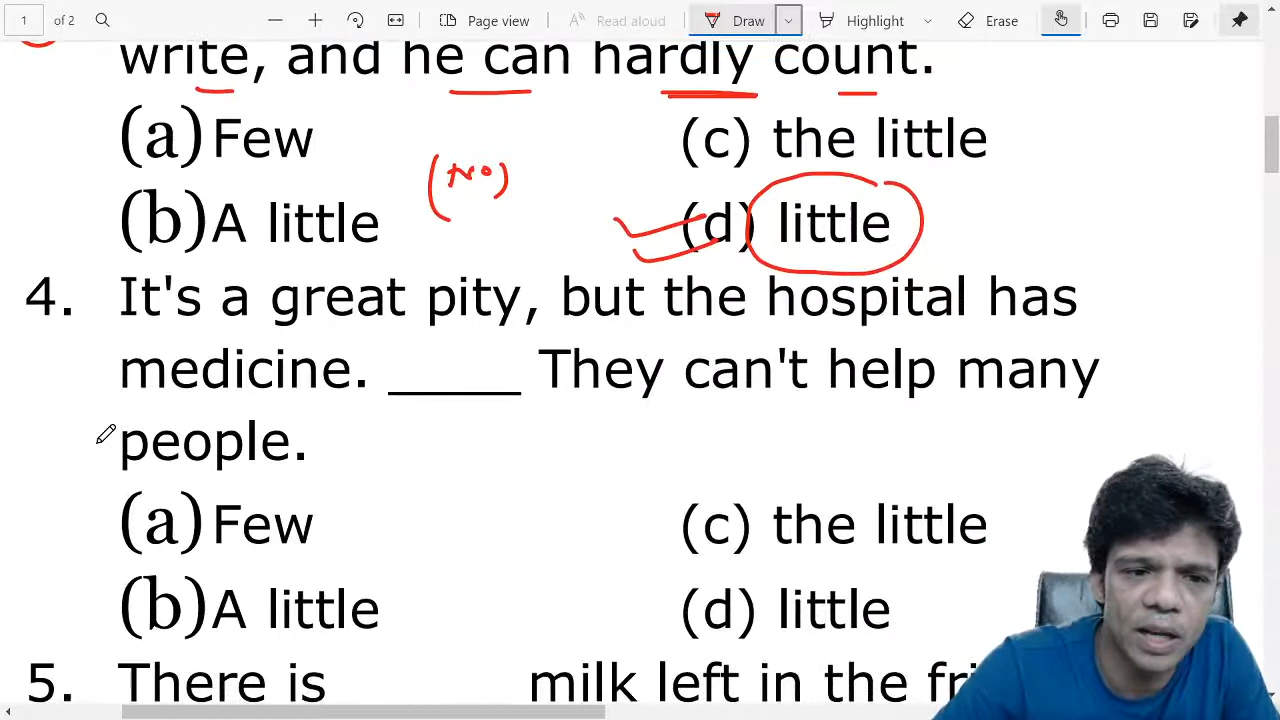 1 of 2 Page view Read aloud Draw Highlight Erase
write, and he can hardly count.
(a) Few (c) the little
(No)
(b) A little (d) little
4. It's a great pity, but the hospital has
medicine. _____ They can't help many
people.
(a) Few (c) the little
(b) A little (d) little
5. There is milk left in the